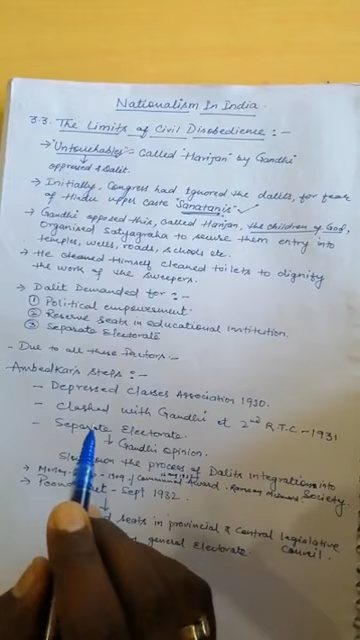 Nationalism In India.
3.3. The Limits of Civil Disobedience :-
→ "Untouchables" = Called "Harijan" by Gandhi
oppressed & Dalit.
→ Initially, Congress had Ignored the dalits, for fear
of Hindu upper caste "Sanatanis"
→ Gandhi opposed this, called Harijan, the children of God,
Organised Satyagraha to secure them entry into
temples, wells, roads, schools etc.
→ He cleaned Himself cleaned toilets to dignify
the work of the sweepers.
→ Dalit Demanded for :-
① Political empowerment.
② Reserve Seats in Educational Institution.
③ Separate Electorate
- Due to all these factors :-
Ambedkar's Steps :-
- Depressed Classes Association 1930.
- Clashed with Gandhi at 2nd R.T.C. - 1931
- Separate Electorate.
↓ Gandhi opinion.
the process of Dalits Integration into
Society.
Award.
→ Poona - Sept 1932.
↓
seats in provincial & Central legislative
Council.
general Electorate.